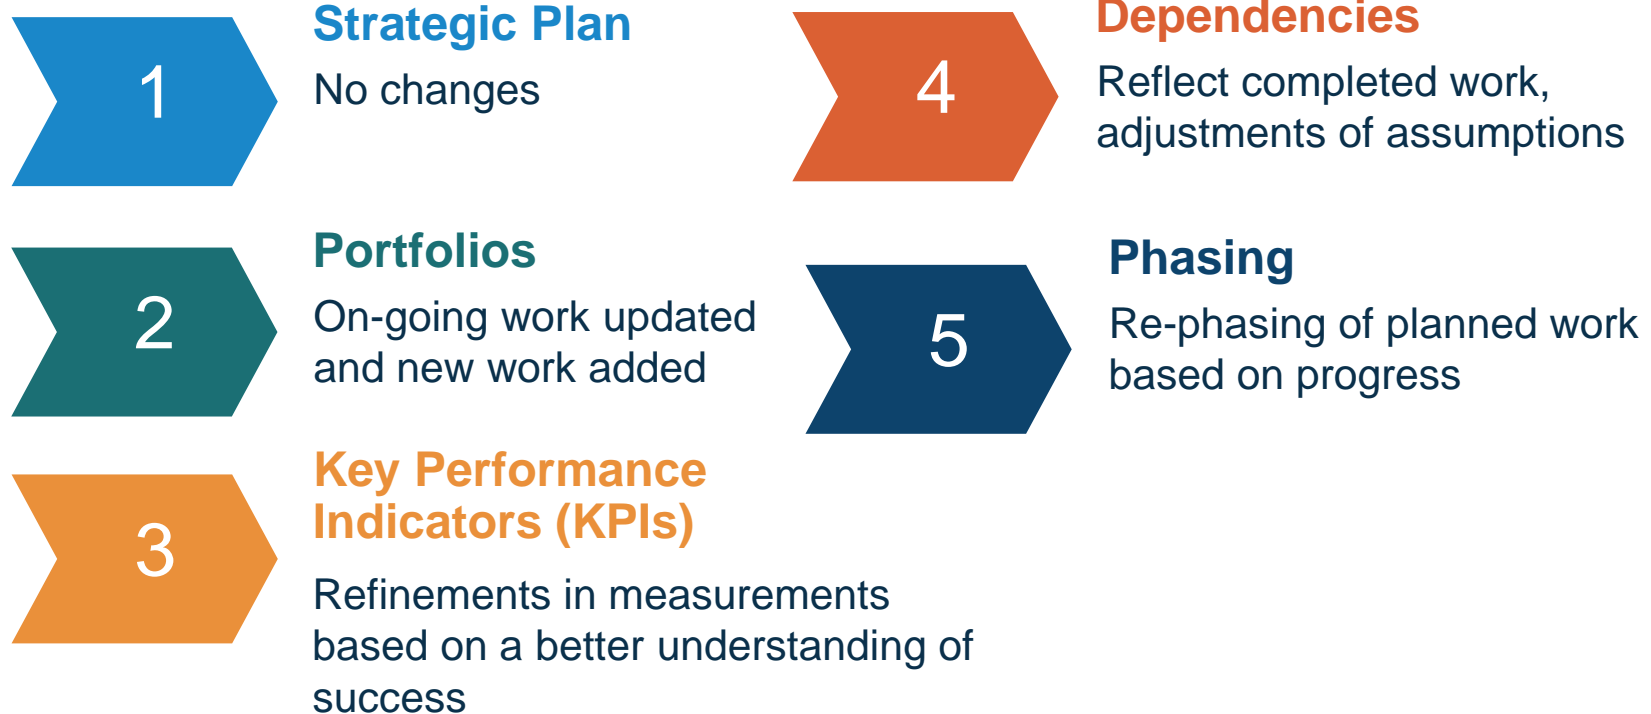 1
Strategic Plan
No changes
2
Portfolios
On-going work updated
and new work added
3
Key Performance
Indicators (KPIs)
Refinements in measurements
based on a better understanding of
success
4
Dependencies
Reflect completed work,
adjustments of assumptions
5
Phasing
Re-phasing of planned work
based on progress